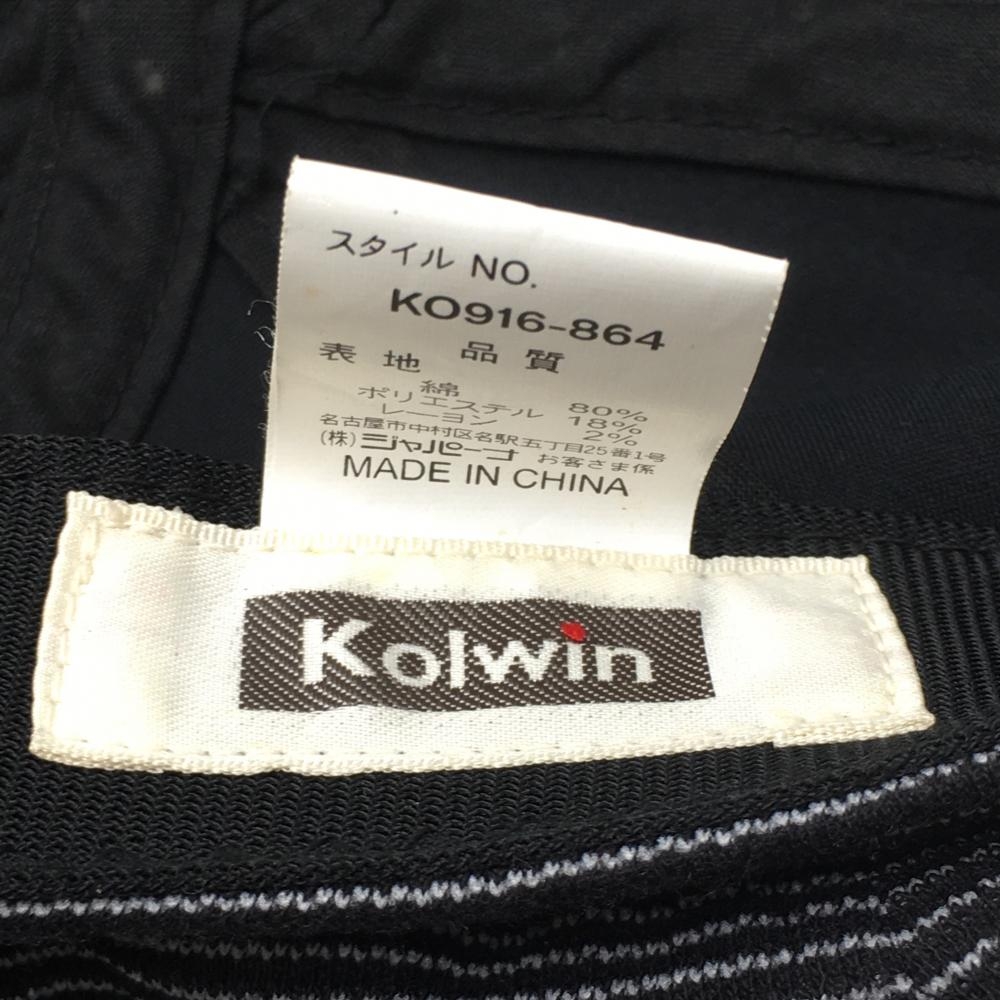 スタイル NO.
KO916-864
品 質
表 地
綿 80%
ポリエステル 18%
レーヨン 2%
名古屋市中村区名駅五丁目25番1号
(株)ジャパーナ お客さま係
MADE IN CHINA
Kolwin